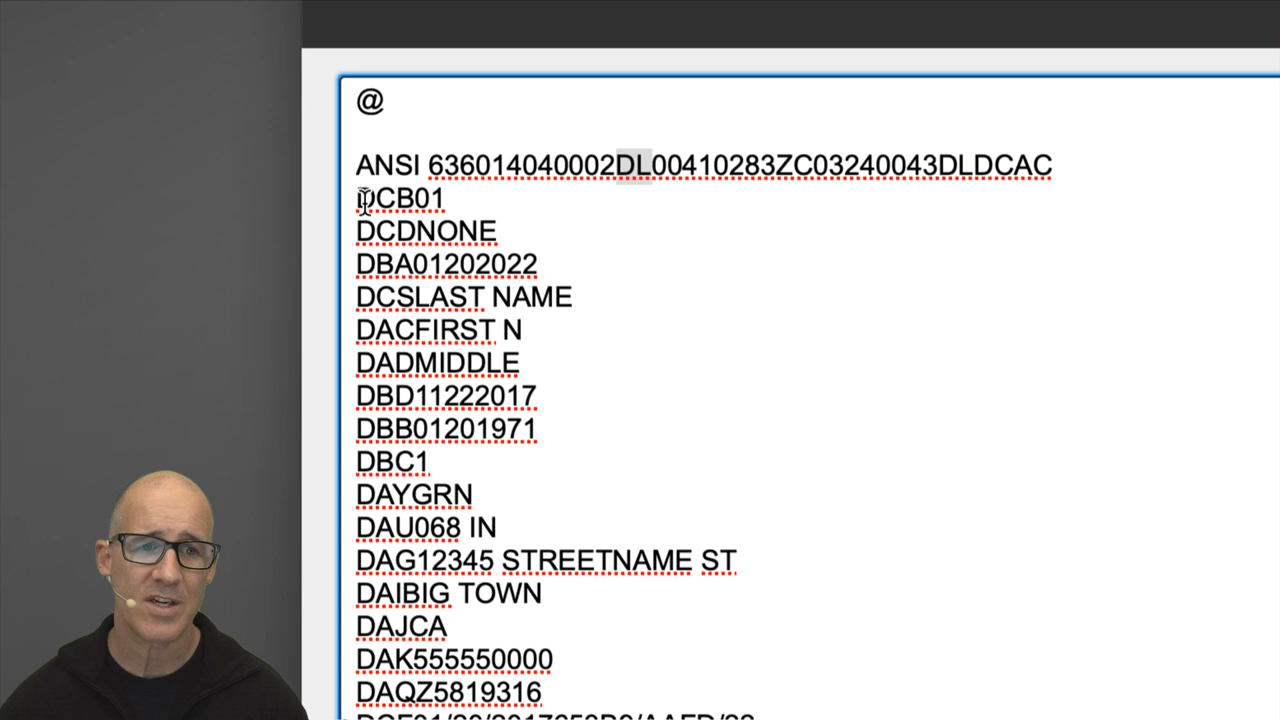 @
ANSI 636014040002DL00410283ZC03240043DLDCAC
DCB01
DCDNONE
DBA01202022
DCSLAST NAME
DACFIRST N
DADMIDDLE
DBD11222017
DBB01201971
DBC1
DAYGRN
DAU068 IN
DAG12345 STREETNAME ST
DAIBIG TOWN
DAJCA
DAK555550000
DAQZ5819316